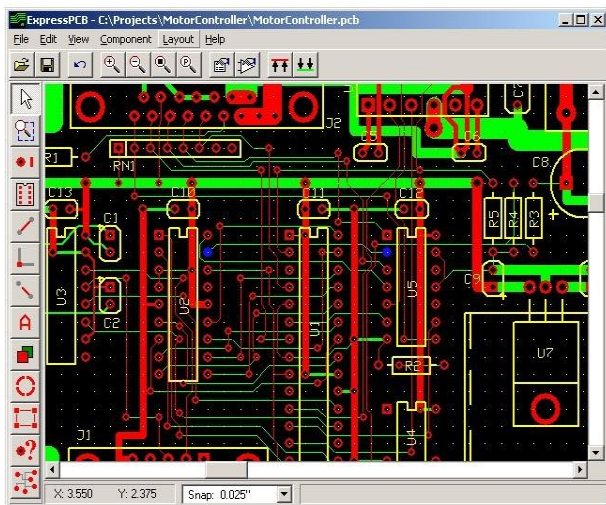 ExpressPCB - C:\Projects\MotorController\MotorController.pcb
File Edit View Component Layout Help
J2
R1
RN1
C8
C13
C10
C11
C12
C1
R5
R4
R3
U3
U2
U1
U5
C9
C2
R2
U7
J1
U4
X: 3.550 Y: 2.375 Snap: 0.025"